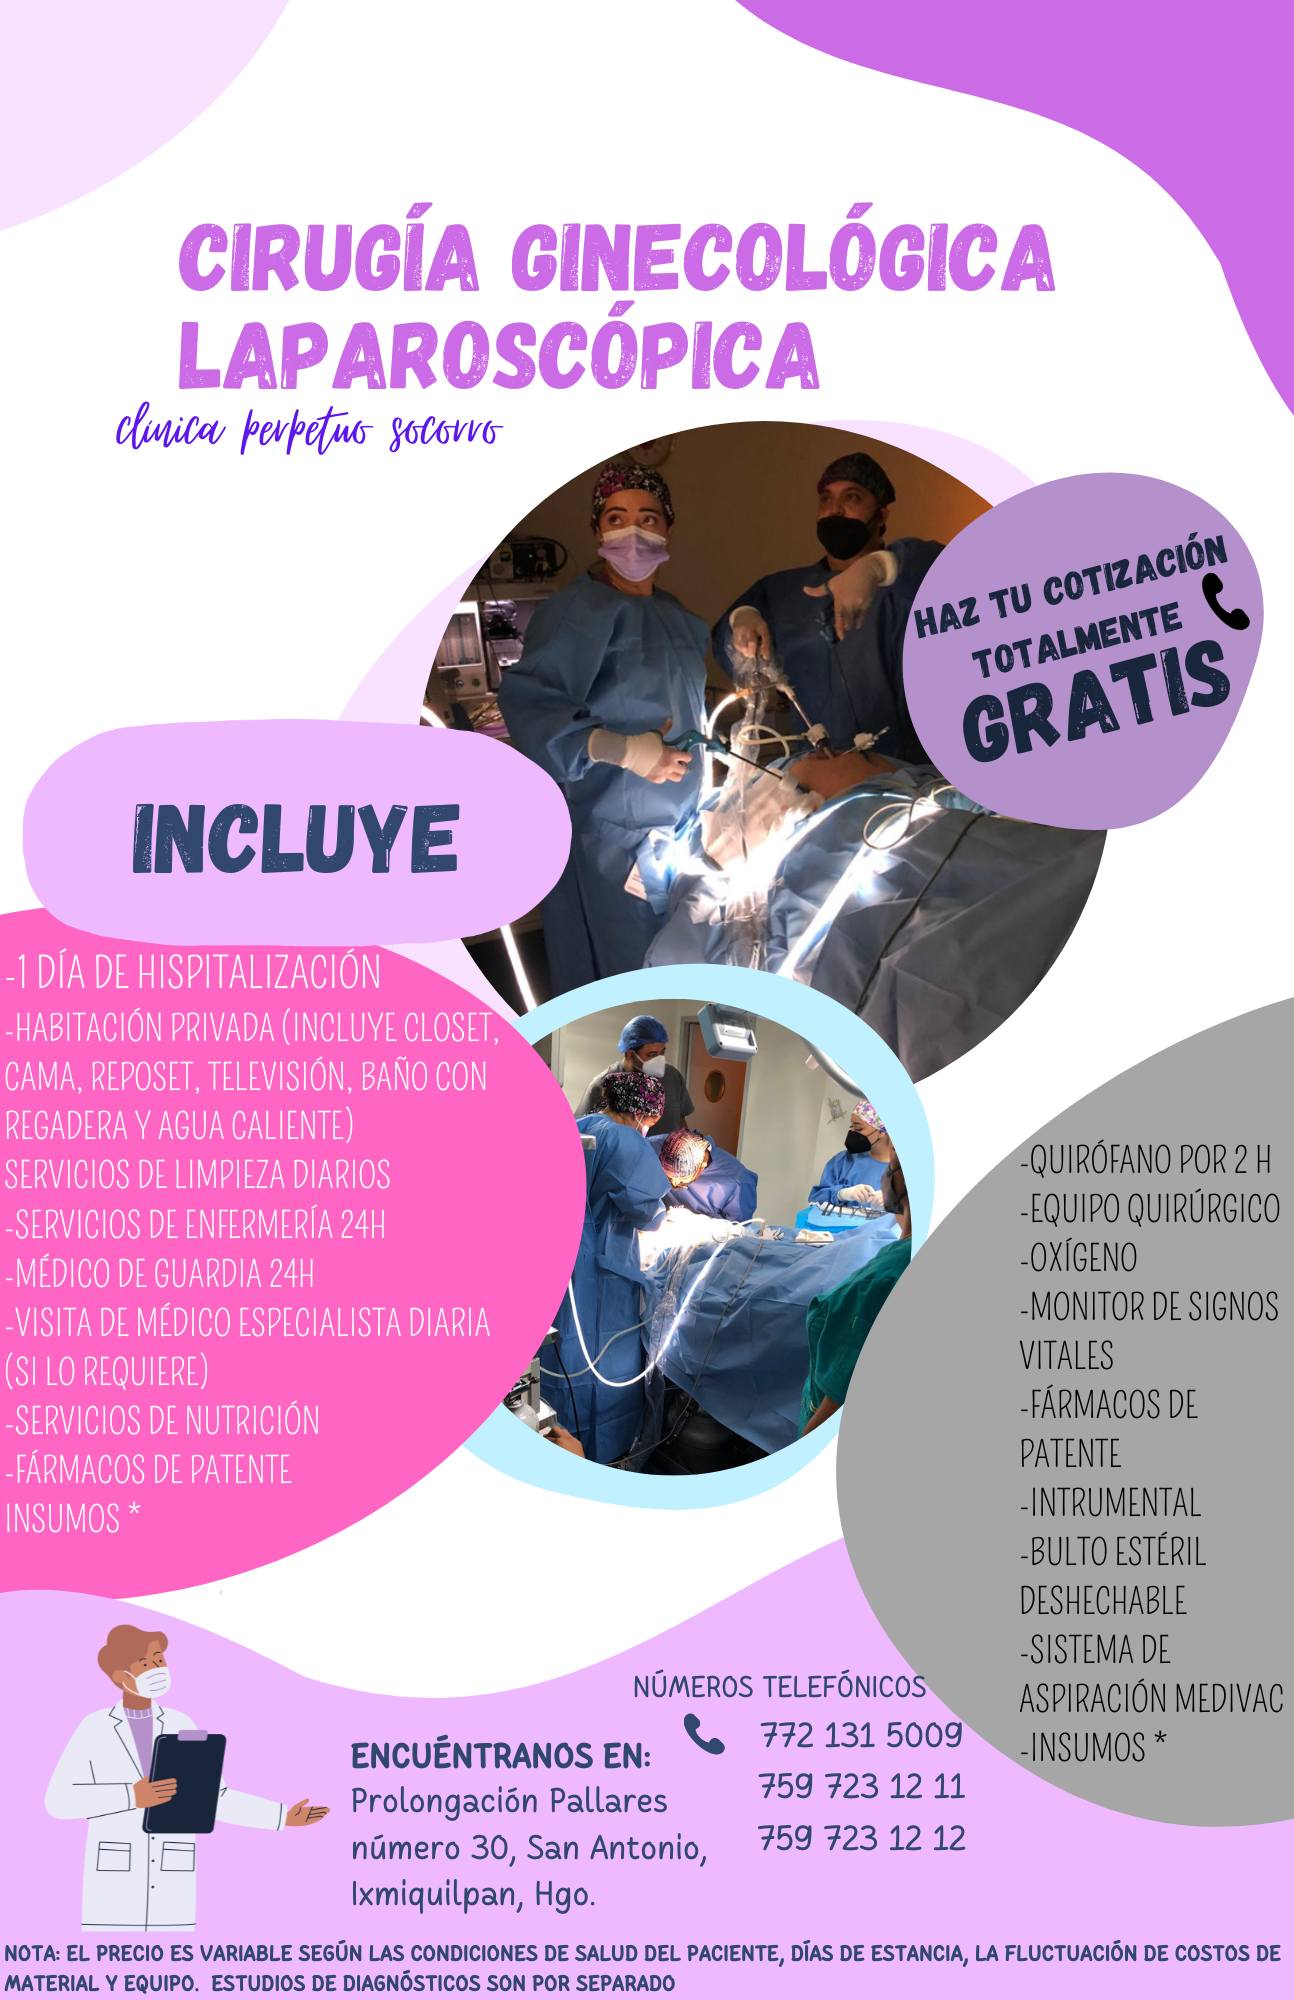 CIRUGÍA GINECOLÓGICA
LAPAROSCÓPICA
clínica perpetuo socorro
HAZ TU COTIZACIÓN
TOTALMENTE
GRATIS
INCLUYE
-1 DÍA DE HISPITALIZACIÓN
-HABITACIÓN PRIVADA (INCLUYE CLOSET,
CAMA, REPOSET, TELEVISIÓN, BAÑO CON
REGADERA Y AGUA CALIENTE)
SERVICIOS DE LIMPIEZA DIARIOS
-SERVICIOS DE ENFERMERÍA 24H
-MÉDICO DE GUARDIA 24H
-VISITA DE MÉDICO ESPECIALISTA DIARIA
(SI LO REQUIERE)
-SERVICIOS DE NUTRICIÓN
-FÁRMACOS DE PATENTE
INSUMOS *
-QUIRÓFANO POR 2 H
-EQUIPO QUIRÚRGICO
-OXÍGENO
-MONITOR DE SIGNOS
VITALES
-FÁRMACOS DE
PATENTE
-INTRUMENTAL
-BULTO ESTÉRIL
DESHECHABLE
-SISTEMA DE
ASPIRACIÓN MEDIVAC
-INSUMOS *
NÚMEROS TELEFÓNICOS
772 131 5009
759 723 12 11
759 723 12 12
ENCUÉNTRANOS EN:
Prolongación Pallares
número 30, San Antonio,
Ixmiquilpan, Hgo.
NOTA: EL PRECIO ES VARIABLE SEGÚN LAS CONDICIONES DE SALUD DEL PACIENTE, DÍAS DE ESTANCIA, LA FLUCTUACIÓN DE COSTOS DE
MATERIAL Y EQUIPO. ESTUDIOS DE DIAGNÓSTICOS SON POR SEPARADO